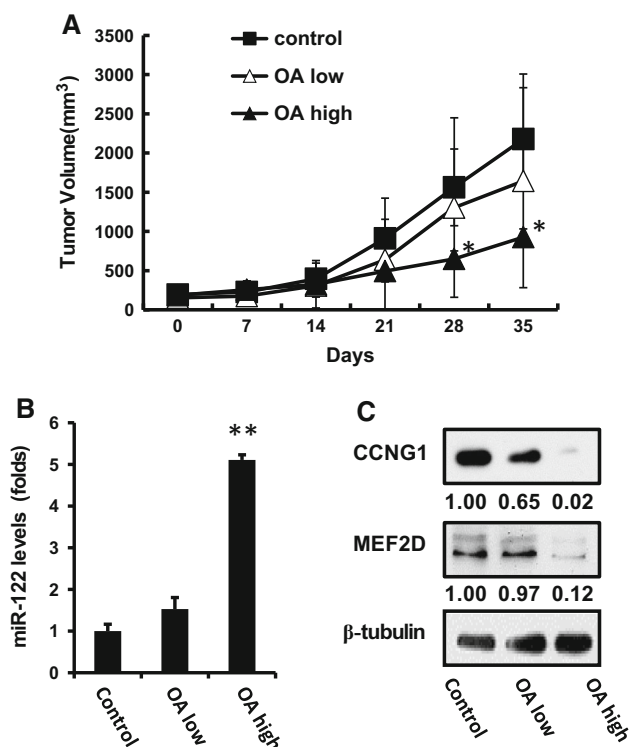 A
control
OA low
OA high
Tumor Volume(mm³)
3500
3000
2500
2000
1500
1000
500
0
*
*
0 7 14 21 28 35
Days
B
miR-122 levels (folds)
6
5
4
3
2
1
0
**
Control OA low OA high
C
CCNG1
1.00 0.65 0.02
MEF2D
1.00 0.97 0.12
β-tubulin
Control OA low OA high